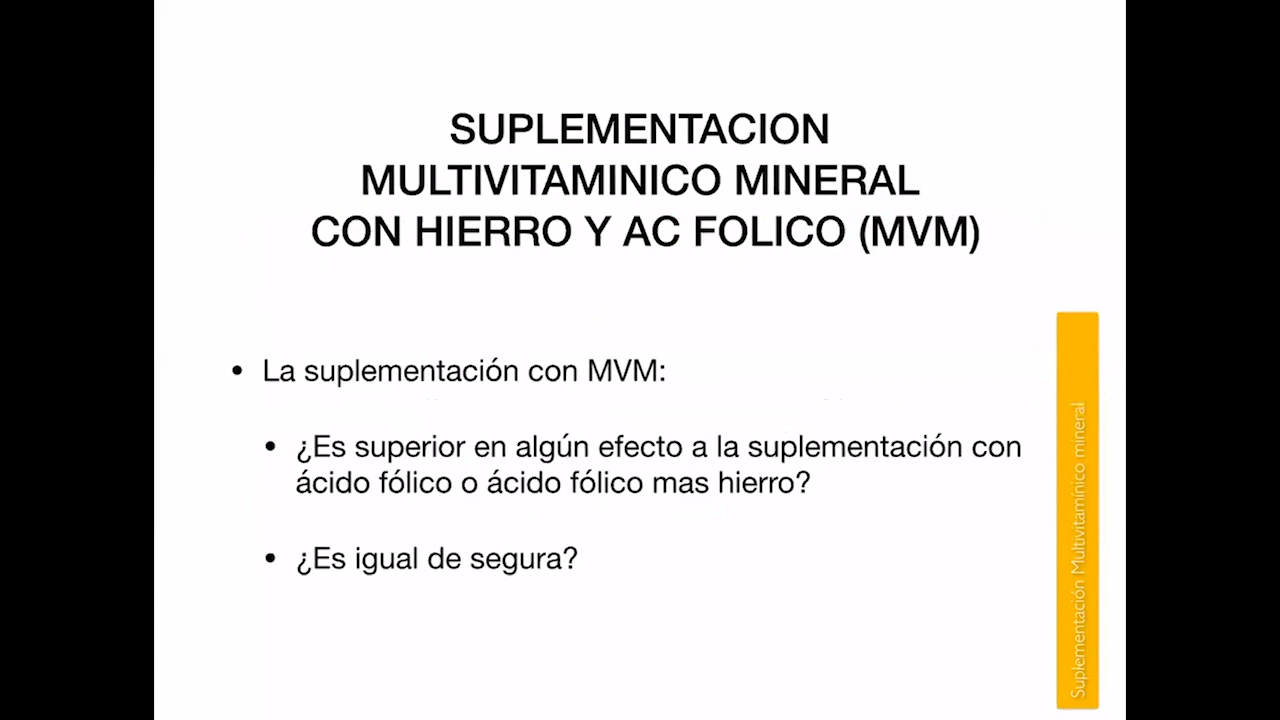 SUPLEMENTACION
MULTIVITAMINICO MINERAL
CON HIERRO Y AC FOLICO (MVM)
• La suplementación con MVM:
• ¿Es superior en algún efecto a la suplementación con
ácido fólico o ácido fólico mas hierro?
• ¿Es igual de segura?
Suplementación Multivitamínico mineral